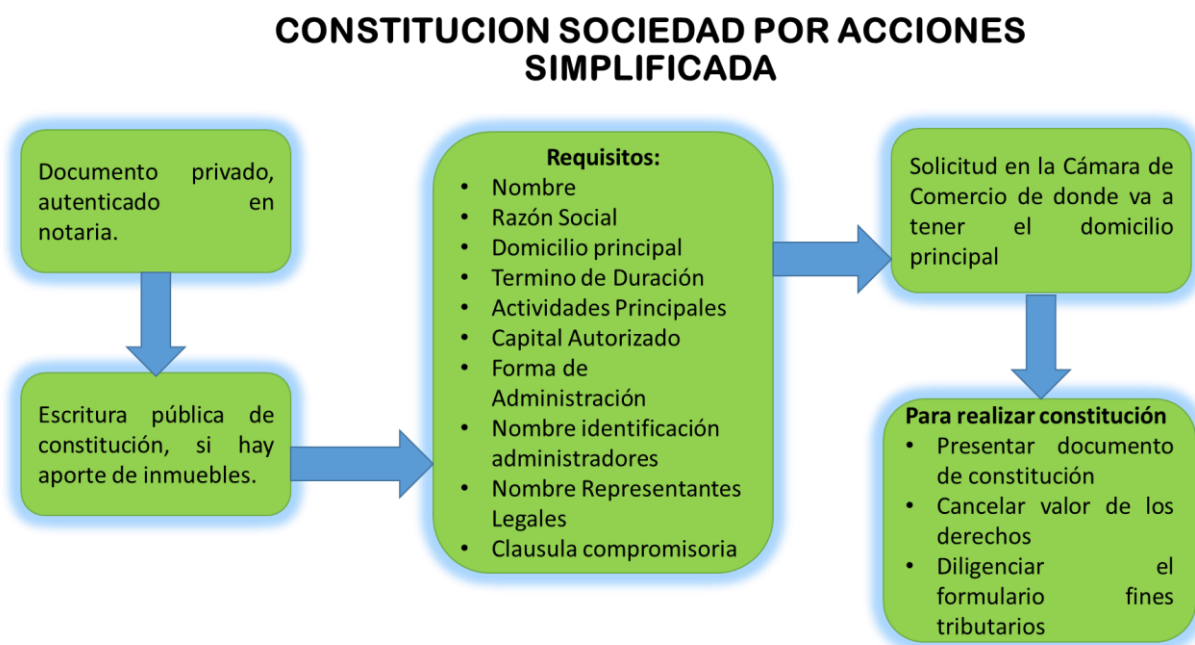 CONSTITUCION SOCIEDAD POR ACCIONES
SIMPLIFICADA
Documento privado,
autenticado en
notaria.
Escritura pública de
constitución, si hay
aporte de inmuebles.
Requisitos:
• Nombre
• Razón Social
• Domicilio principal
• Termino de Duración
• Actividades Principales
• Capital Autorizado
• Forma de
Administración
• Nombre identificación
administradores
• Nombre Representantes
Legales
• Clausula compromisoria
Solicitud en la Cámara de
Comercio de donde va a
tener el domicilio
principal
Para realizar constitución
• Presentar documento
de constitución
• Cancelar valor de los
derechos
• Diligenciar el
formulario fines
tributarios